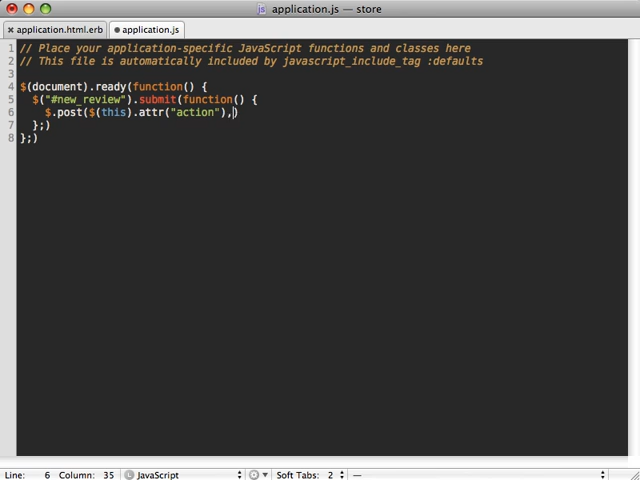 application.js — store
application.html.erb
application.js
1 // Place your application-specific JavaScript functions and classes here
2 // This file is automatically included by javascript_include_tag :defaults
3
4 $(document).ready(function() {
5 $("#new_review").submit(function() {
6 $.post($(this).attr("action"),)
7 };)
8 };)
Line: 6 Column: 35 L JavaScript Soft Tabs: 2 —